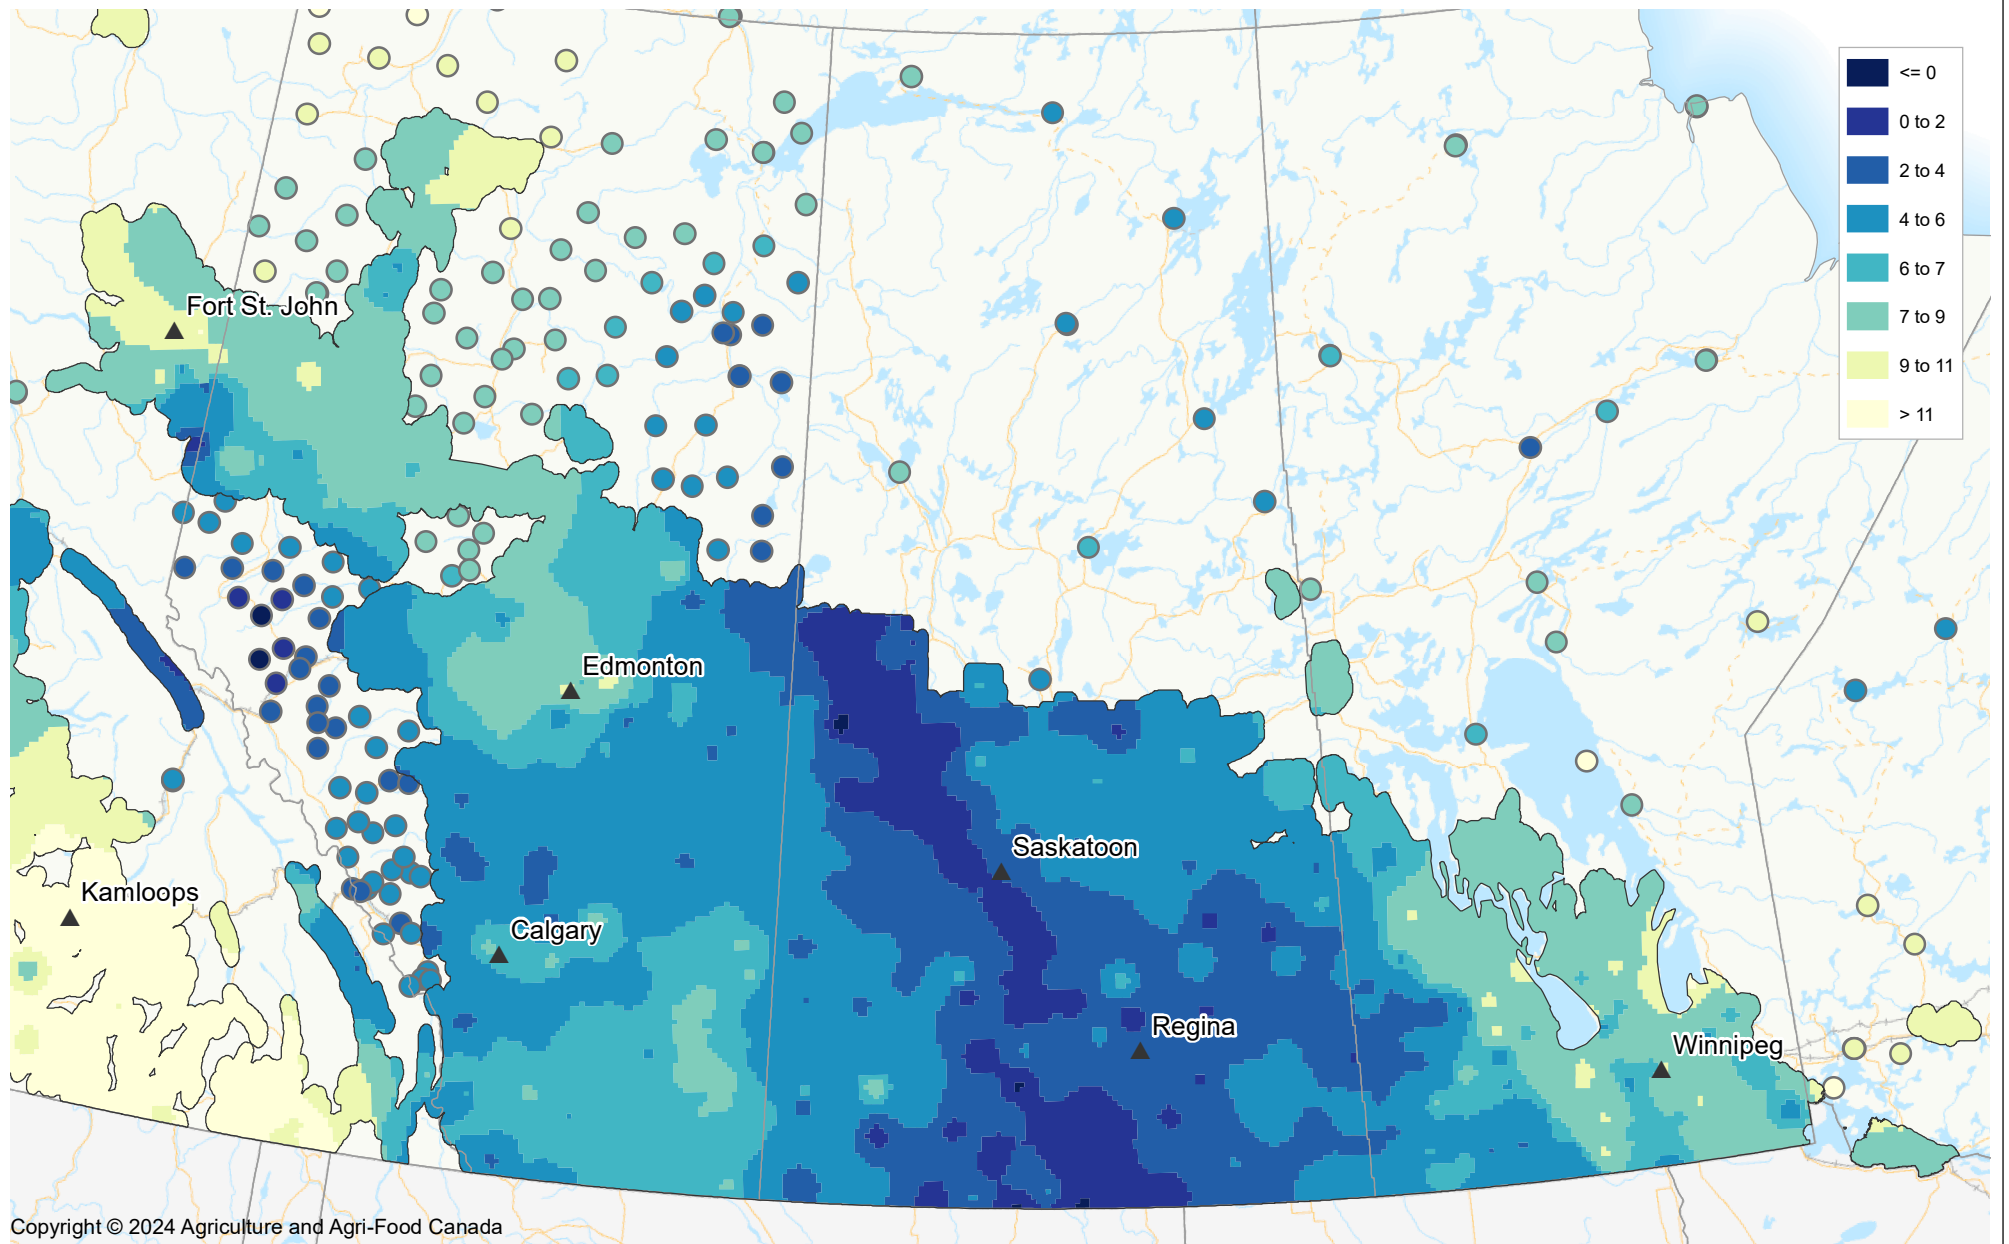 <= 0
0 to 2
2 to 4
4 to 6
6 to 7
7 to 9
9 to 11
> 11
Fort St. John
Edmonton
Saskatoon
Kamloops
Calgary
Regina
Winnipeg
Copyright © 2024 Agriculture and Agri-Food Canada